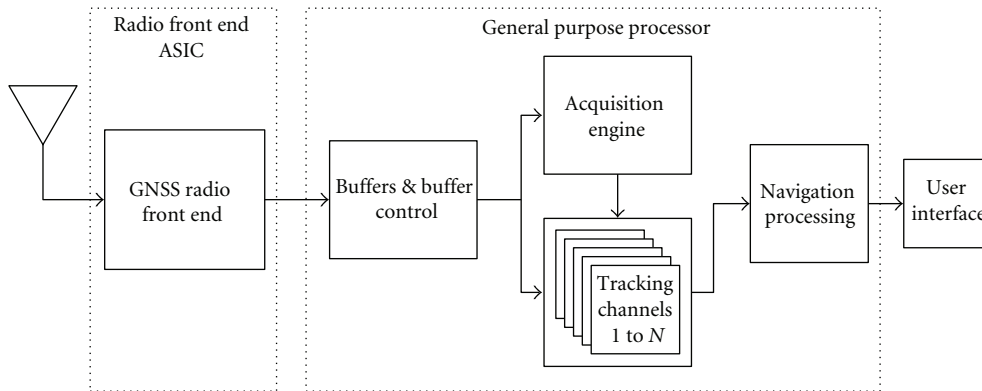 Radio front end
ASIC
General purpose processor
GNSS radio
front end
Buffers & buffer
control
Acquisition
engine
Tracking
channels
1 to N
Navigation
processing
User
interface